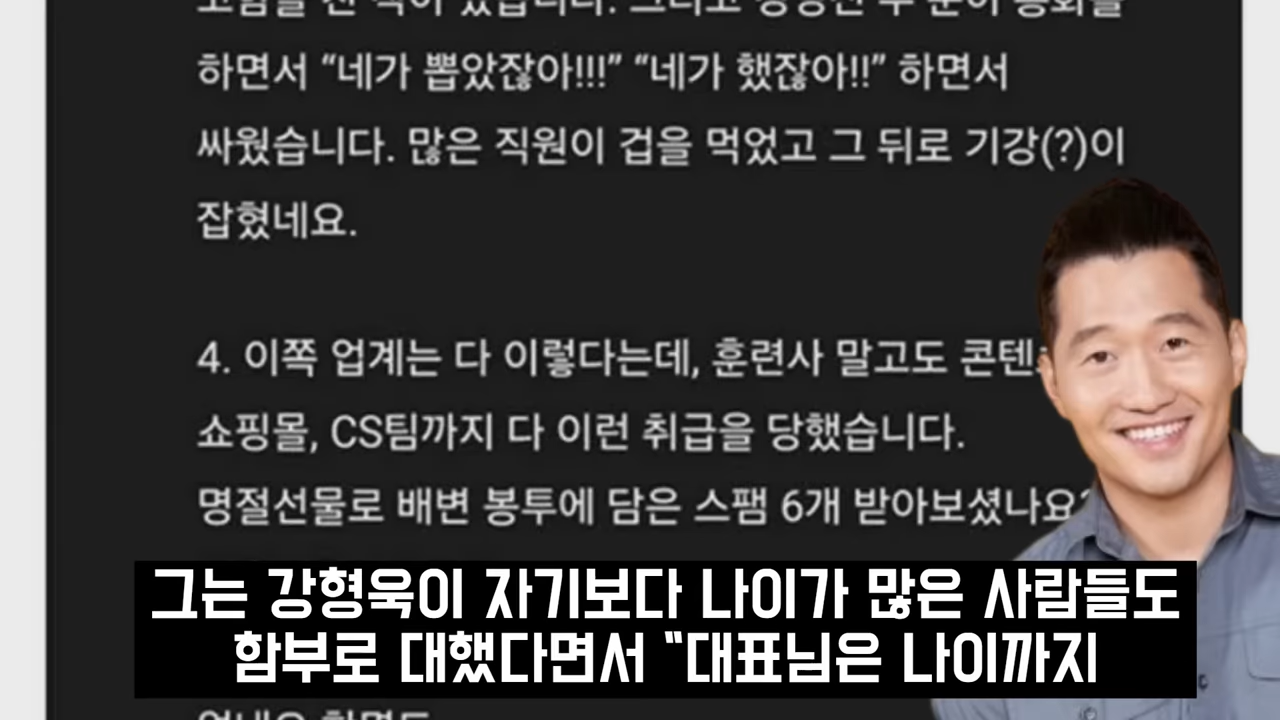 하면서 “네가 뽑았잖아!!!” “네가 했잖아!!” 하면서
싸웠습니다. 많은 직원이 겁을 먹었고 그 뒤로 기강(?)이
잡혔네요.
4. 이쪽 업계는 다 이렇다는데, 훈련사 말고도
쇼핑몰, CS팀까지 다 이런 취급을 당했습니다.
명절선물로 배변 봉투에 담은 스팸 6개 받아보셨나요?
그는 강형욱이 자기보다 나이가 많은 사람들도
함부로 대했다면서 “대표님은 나이까지